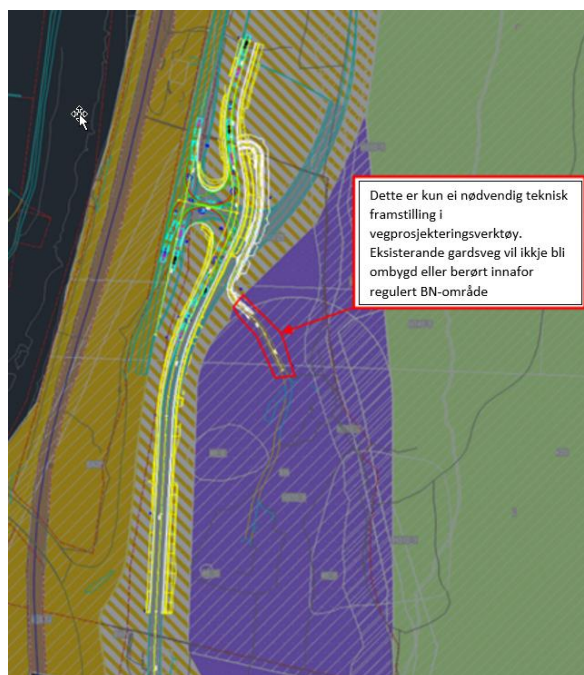 Dette er kun ei nødvendig teknisk
framstilling i
vegprosjekteringsverktøy.
Eksisterande gardsveg vil ikkje bli
ombygd eller berørt innafor
regulert BN-område